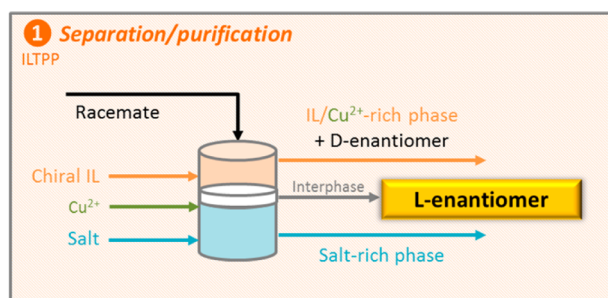 1 Separation/purification
ILTPP
Racemate
IL/Cu²⁺-rich phase
+ D-enantiomer
Chiral IL
Interphase
L-enantiomer
Cu²⁺
Salt
Salt-rich phase